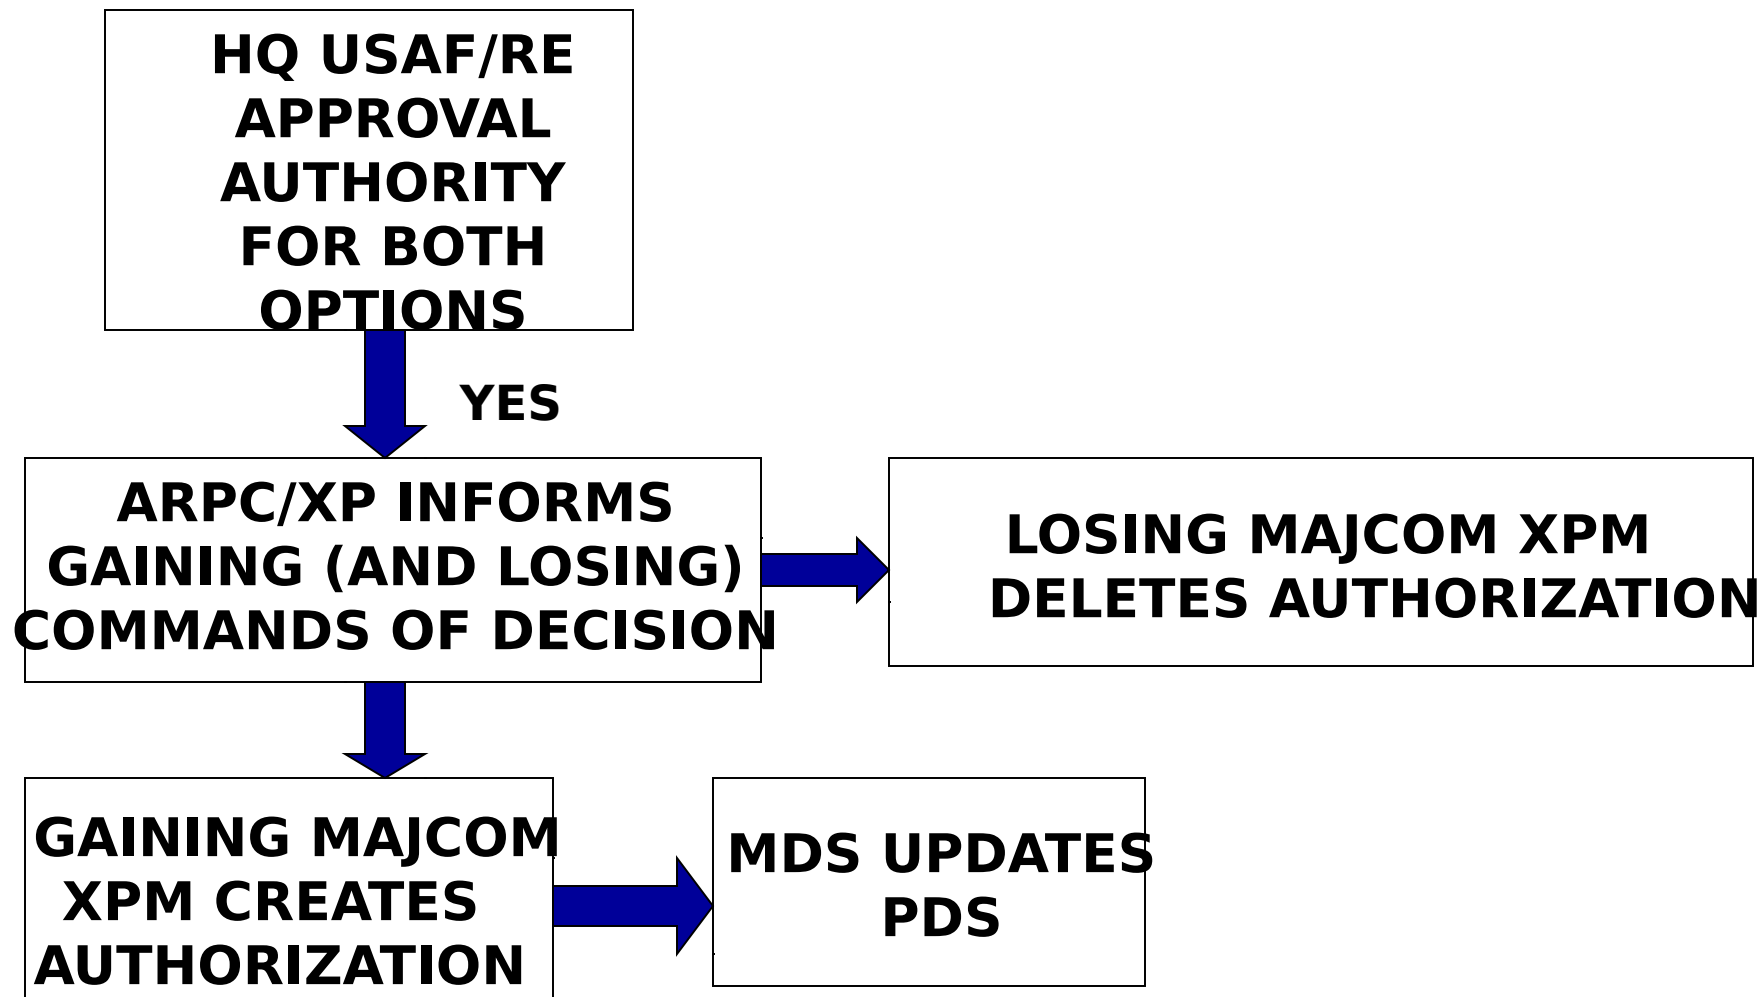 HQ USAF/RE
APPROVAL
AUTHORITY
FOR BOTH
OPTIONS
YES
ARPC/XP INFORMS
GAINING (AND LOSING)
COMMANDS OF DECISION
LOSING MAJCOM XPM
DELETES AUTHORIZATION
GAINING MAJCOM
XPM CREATES
AUTHORIZATION
MDS UPDATES
PDS